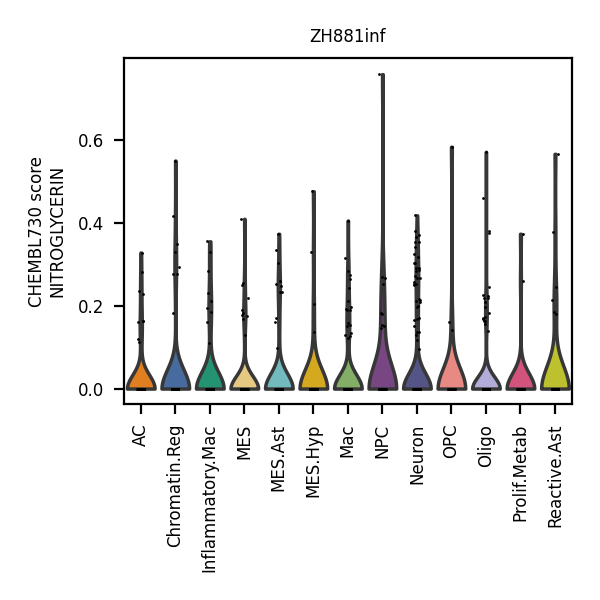 ZH881inf
CHEMBL730 score
NITROGLYCERIN
0.6
0.4
0.2
0.0
AC
Chromatin.Reg
Inflammatory.Mac
MES
MES.Ast
MES.Hyp
Mac
NPC
Neuron
OPC
Oligo
Prolif.Metab
Reactive.Ast